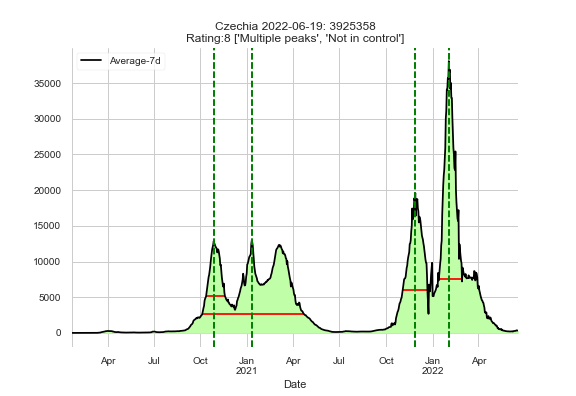 Czechia 2022-06-19: 3925358
Rating:8 ['Multiple peaks', 'Not in control']
Average-7d
35000
30000
25000
20000
15000
10000
5000
0
Apr Jul Oct Jan Apr Jul Oct Jan Apr
2021 2022
Date